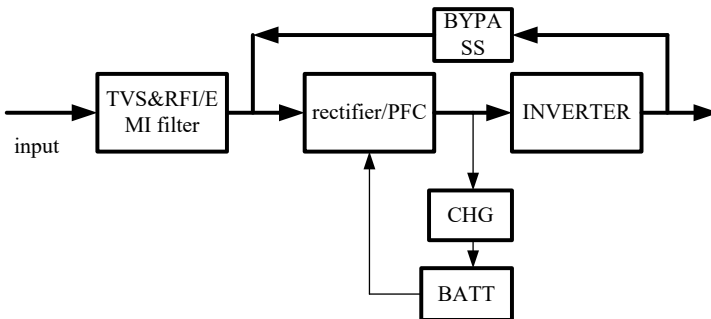 BYPA
SS
TVS&RFI/E
MI filter
rectifier/PFC
INVERTER
input
CHG
BATT